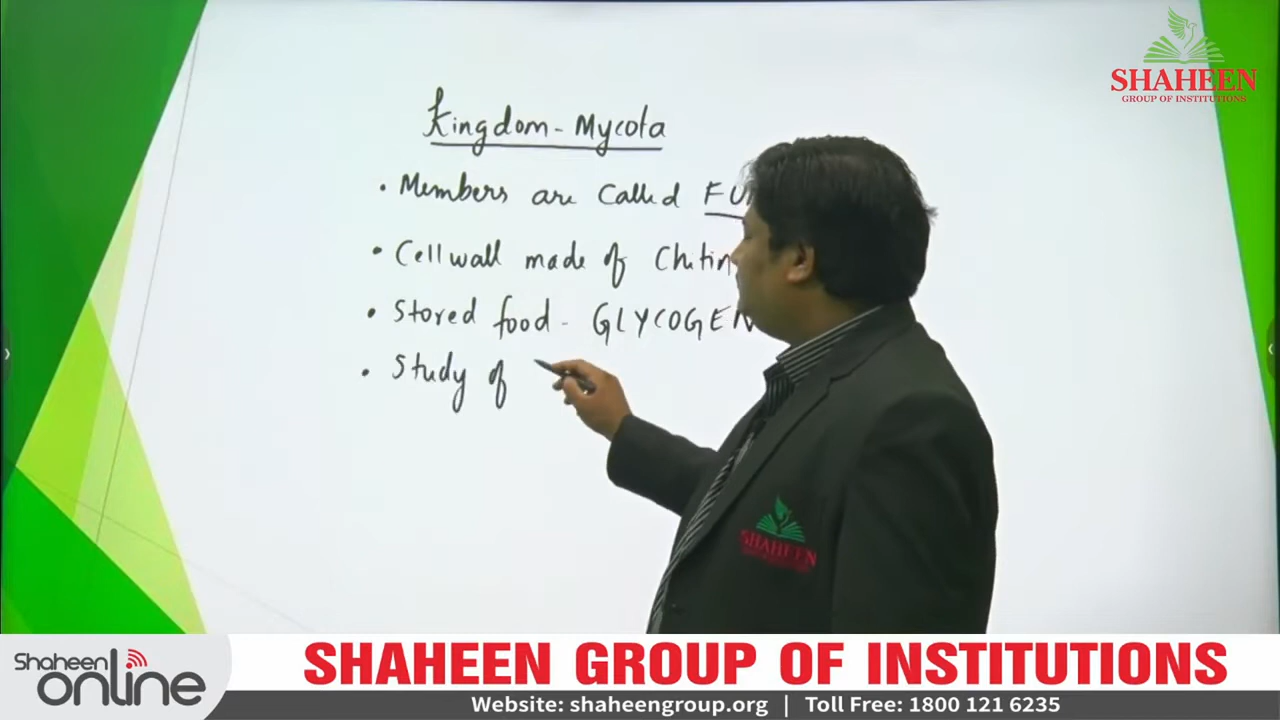 SHAHEEN
GROUP OF INSTITUTIONS
Kingdom - Mycota
• Members are called
• Cellwall made of Chitin
• Stored food - GLYCOGEN
• Study of
SHAHEEN
Shaheen online
SHAHEEN GROUP OF INSTITUTIONS
Website: shaheengroup.org | Toll Free: 1800 121 6235